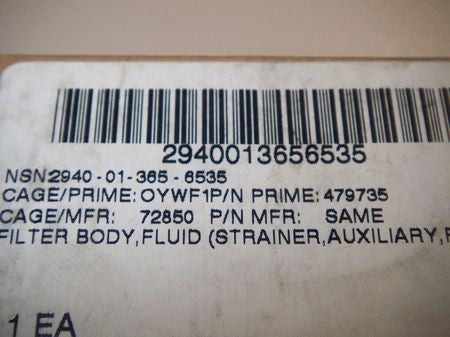 2940013656535
NSN:2940-01-365-6535
CAGE/PRIME: OYWF1P/N PRIME: 479735
CAGE/MFR: 72850 P/N MFR: SAME
FILTER BODY,FLUID (STRAINER,AUXILIARY,
1 EA